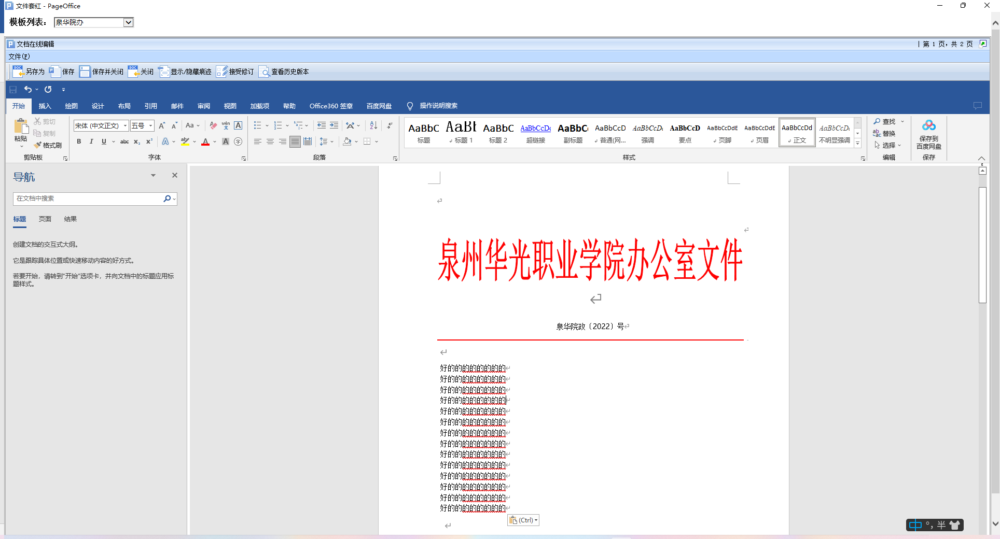 文件套红 - PageOffice
模板列表： 泉华院办
文档在线编辑 | 第 1 页，共 2 页
文件(F)
另存为 保存 保存并关闭 关闭 显示/隐藏痕迹 接受修订 查看历史版本
开始 插入 绘图 设计 布局 引用 邮件 审阅 视图 加载项 帮助 Office360 签章 百度网盘 操作说明搜索
粘贴 剪切 复制 格式刷
剪贴板
宋体 (中文正文) 五号 A A Aa wén 变 A
B I U abc x₂ x² A aby A A 字
字体
段落
AaBbC AaBl AaBbC AaBbCcDc AaBbC AaBbCcD AaBbCcDc AaBbCcD AaBbCcDdE AaBbCcDdE AaBbCcDd AaBbCcDc
标题 标题 1 标题 2 超链接 副标题 普通(网... 强调 要点 页脚 页眉 正文 不明显强调
样式
查找
替换
选择
编辑
保存到
百度网盘
保存
导航
在文档中搜索
标题 页面 结果
创建文档的交互式大纲。
它是跟踪具体位置或快速移动内容的好方式。
若要开始，请转到"开始"选项卡，并向文档中的标题应用标
题样式。
泉州华光职业学院办公室文件
泉华院政〔2022〕号
好的的的的的的的的
好的的的的的的的的
好的的的的的的的的
好的的的的的的的的
好的的的的的的的的
好的的的的的的的的
好的的的的的的的的
好的的的的的的的的
好的的的的的的的的
好的的的的的的的的
好的的的的的的的的
好的的的的的的的的
好的的的的的的的的
好的的的的的的的的
(Ctrl)
中 °, 半